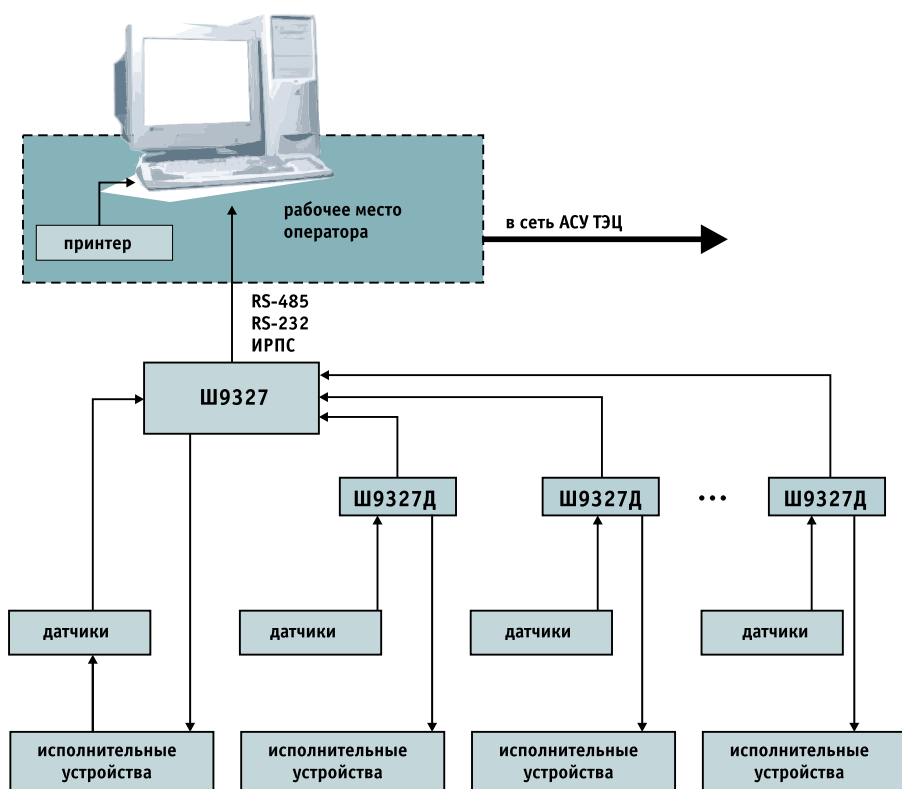 рабочее место
оператора
принтер
в сеть АСУ ТЭЦ
RS-485
RS-232
ИРПС
Ш9327
Ш9327Д
Ш9327Д
...
Ш9327Д
датчики
датчики
датчики
датчики
исполнительные
устройства
исполнительные
устройства
исполнительные
устройства
исполнительные
устройства